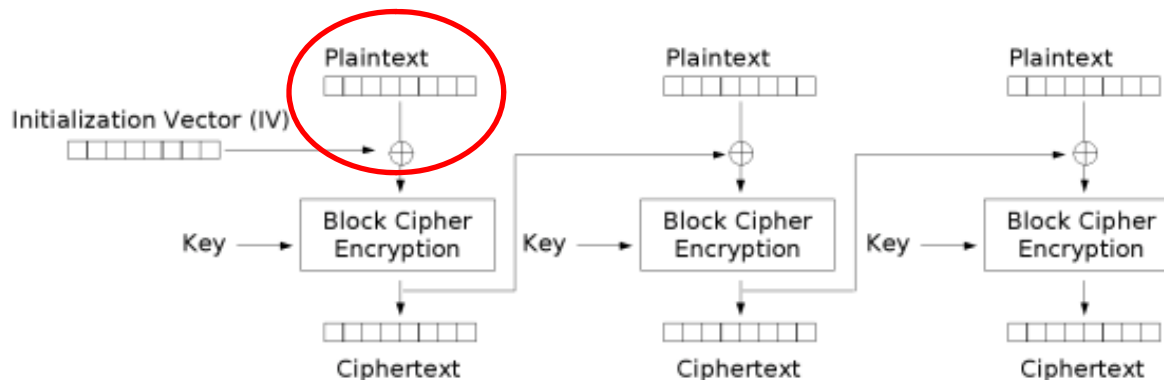 Plaintext
Plaintext
Plaintext
Initialization Vector (IV)
Key
Block Cipher
Encryption
Key
Block Cipher
Encryption
Key
Block Cipher
Encryption
Ciphertext
Ciphertext
Ciphertext